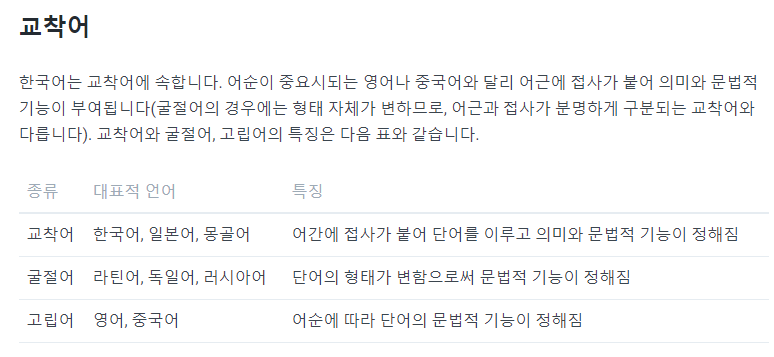 교착어
한국어는 교착어에 속합니다. 어순이 중요시되는 영어나 중국어와 달리 어근에 접사가 붙어 의미와 문법적
기능이 부여됩니다(굴절어의 경우에는 형태 자체가 변하므로, 어근과 접사가 분명하게 구분되는 교착어와
다릅니다). 교착어와 굴절어, 고립어의 특징은 다음 표와 같습니다.
종류 대표적 언어 특징
교착어 한국어, 일본어, 몽골어 어간에 접사가 붙어 단어를 이루고 의미와 문법적 기능이 정해짐
굴절어 라틴어, 독일어, 러시아어 단어의 형태가 변함으로써 문법적 기능이 정해짐
고립어 영어, 중국어 어순에 따라 단어의 문법적 기능이 정해짐